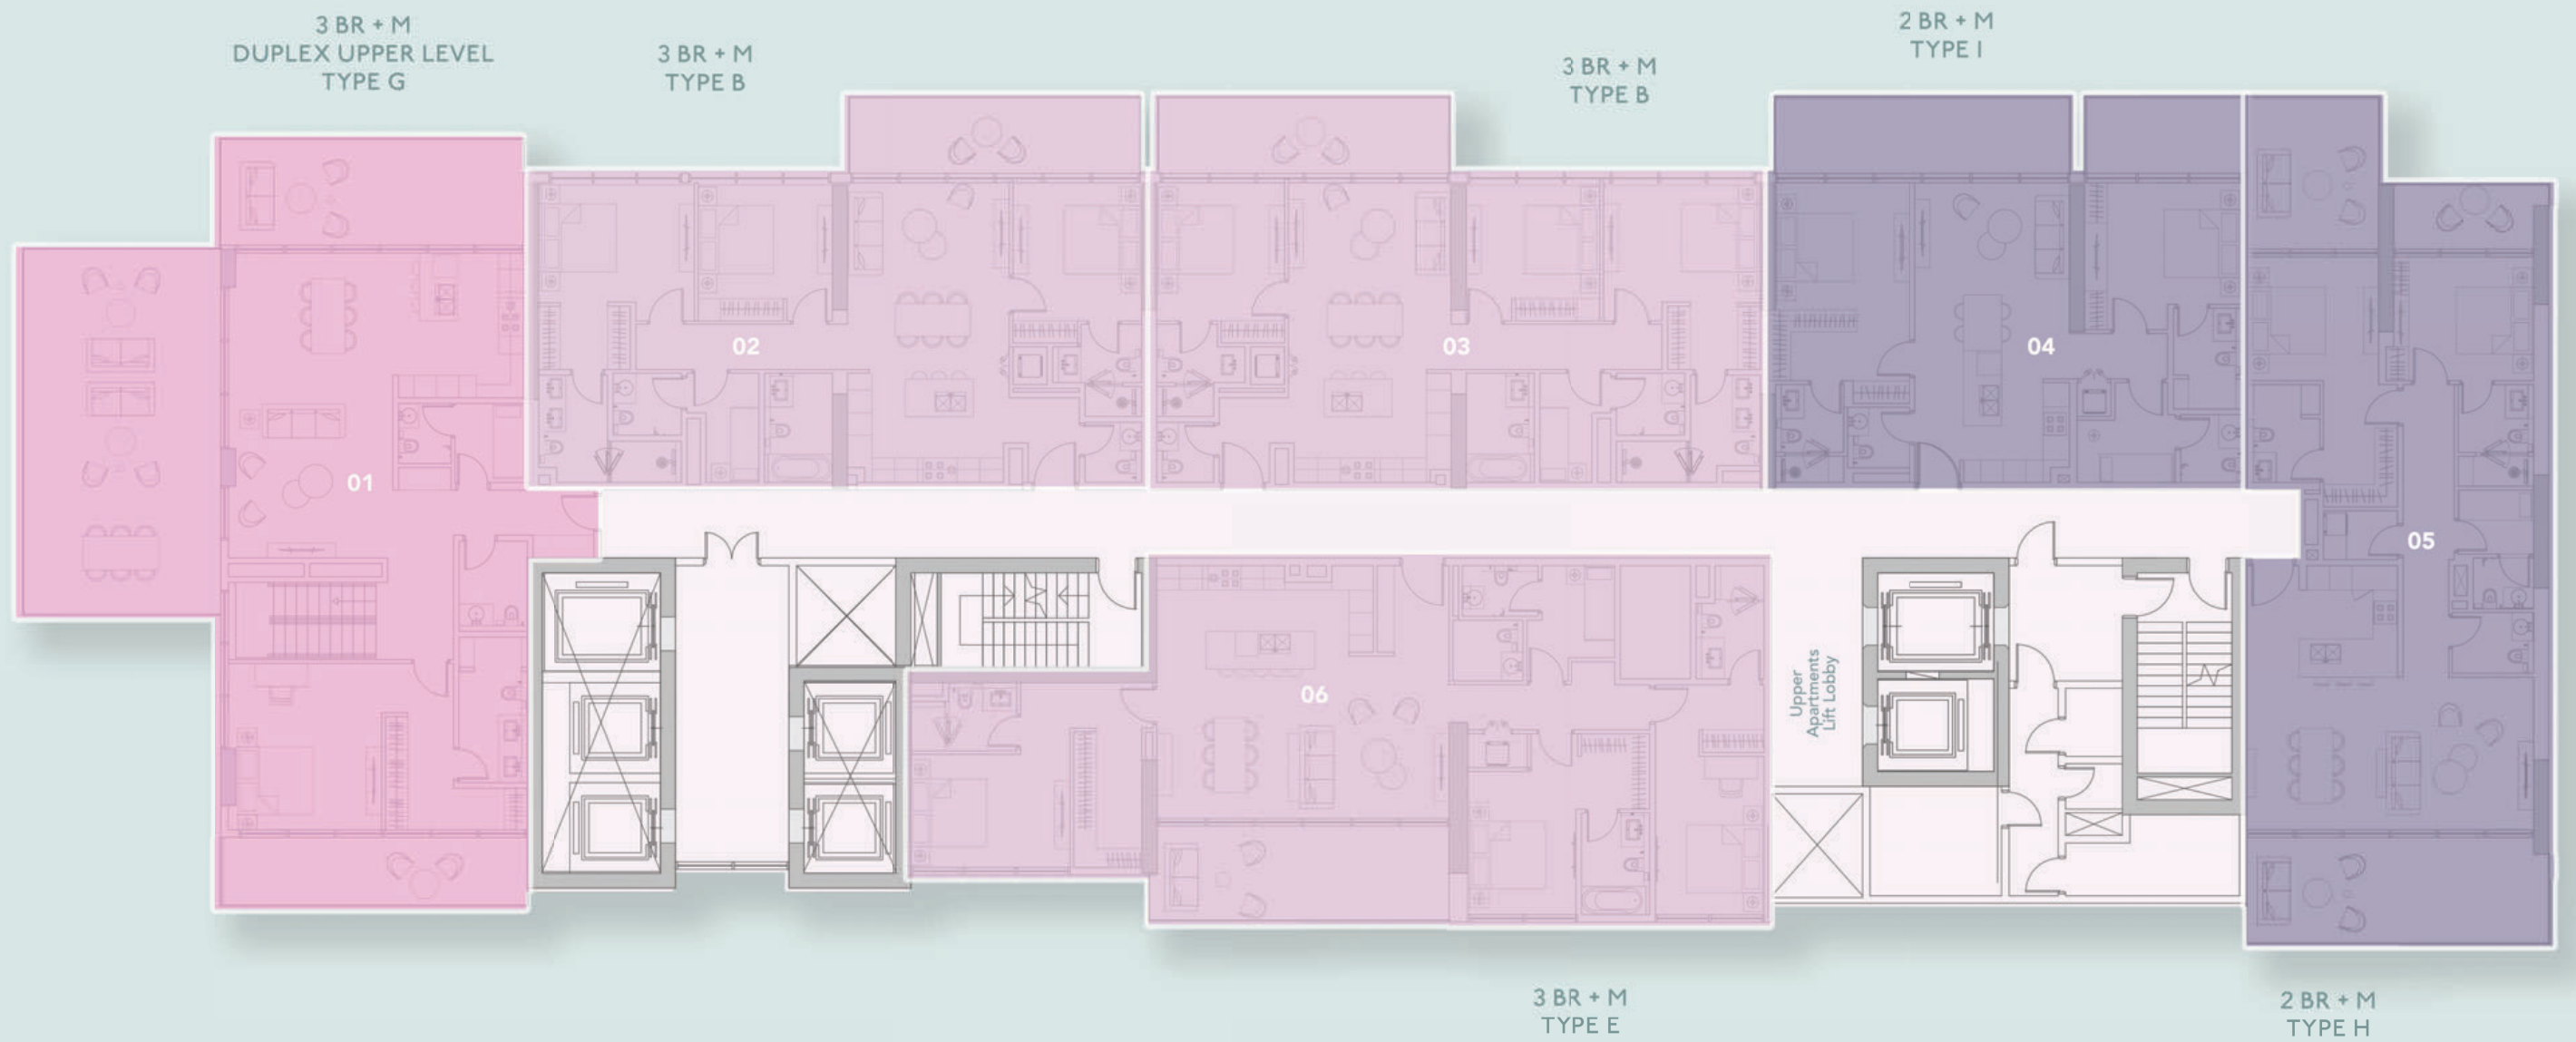 3 BR + M
DUPLEX UPPER LEVEL
TYPE G
3 BR + M
TYPE B
3 BR + M
TYPE B
2 BR + M
TYPE I
01
02
03
04
05
06
Upper
Apartments
Lift Lobby
3 BR + M
TYPE E
2 BR + M
TYPE H